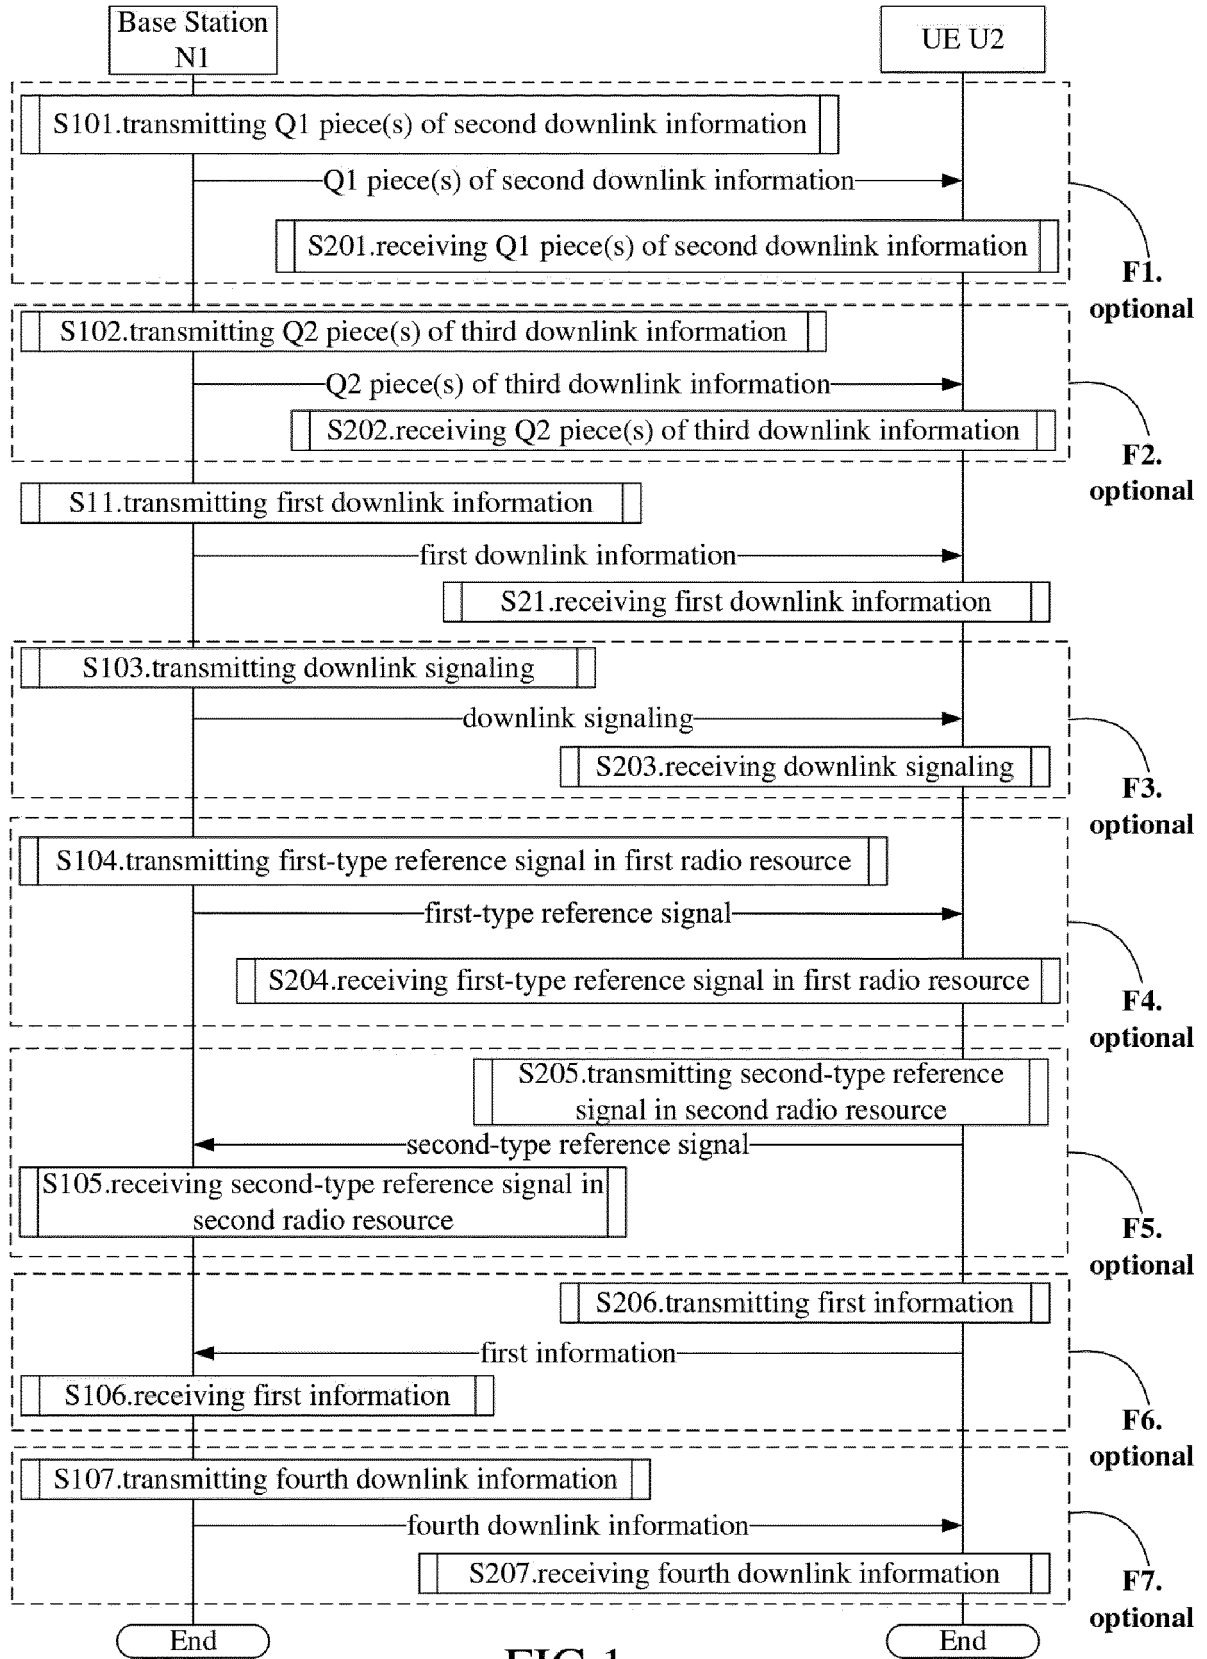 Base Station
N1
UE U2
S101.transmitting Q1 piece(s) of second downlink information
Q1 piece(s) of second downlink information
S201.receiving Q1 piece(s) of second downlink information
F1.
optional
S102.transmitting Q2 piece(s) of third downlink information
Q2 piece(s) of third downlink information
S202.receiving Q2 piece(s) of third downlink information
F2.
optional
S11.transmitting first downlink information
first downlink information
S21.receiving first downlink information
S103.transmitting downlink signaling
downlink signaling
S203.receiving downlink signaling
F3.
optional
S104.transmitting first-type reference signal in first radio resource
first-type reference signal
S204.receiving first-type reference signal in first radio resource
F4.
optional
S205.transmitting second-type reference
signal in second radio resource
second-type reference signal
S105.receiving second-type reference signal in
second radio resource
F5.
optional
S206.transmitting first information
first information
S106.receiving first information
F6.
optional
S107.transmitting fourth downlink information
fourth downlink information
S207.receiving fourth downlink information
F7.
optional
End
End
FIG.1